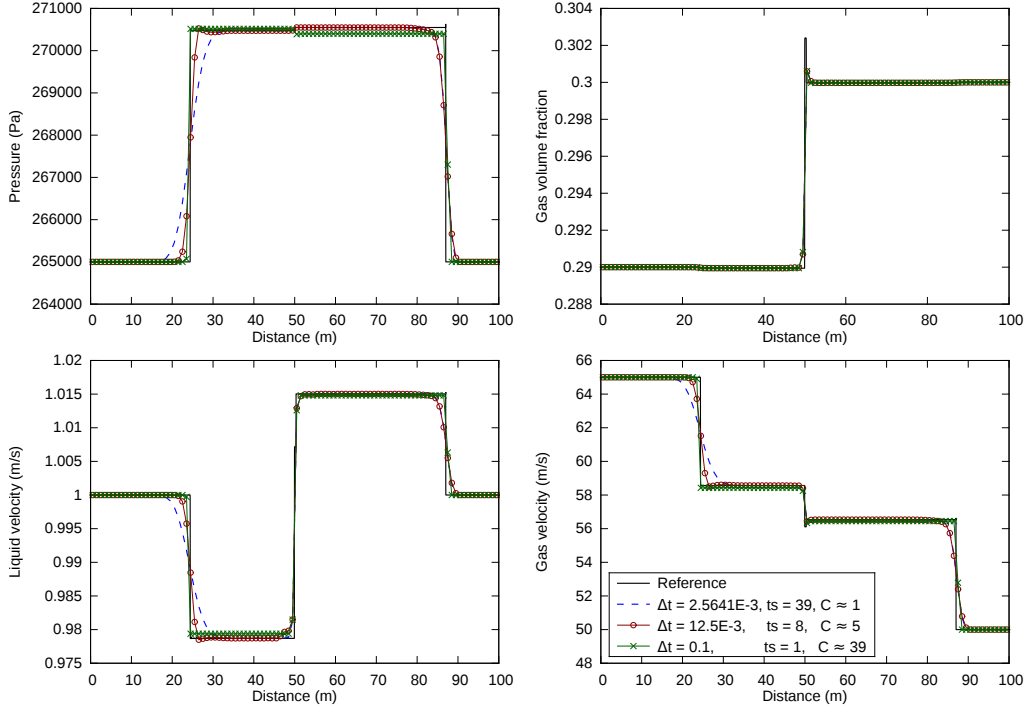 271000
270000
269000
268000
267000
266000
265000
264000
Pressure (Pa)
0 10 20 30 40 50 60 70 80 90 100
Distance (m)
0.304
0.302
0.3
0.298
0.296
0.294
0.292
0.290
0.288
Gas volume fraction
0 20 40 60 80 100
Distance (m)
1.02
1.015
1.01
1.005
1
0.995
0.99
0.985
0.98
0.975
Liquid velocity (m/s)
0 10 20 30 40 50 60 70 80 90 100
Distance (m)
66
64
62
60
58
56
54
52
50
48
Gas velocity (m/s)
Reference
Δt = 2.5641E-3, ts = 39, C ≈ 1
Δt = 12.5E-3, ts = 8, C ≈ 5
Δt = 0.1, ts = 1, C ≈ 39
0 10 20 30 40 50 60 70 80 90 100
Distance (m)